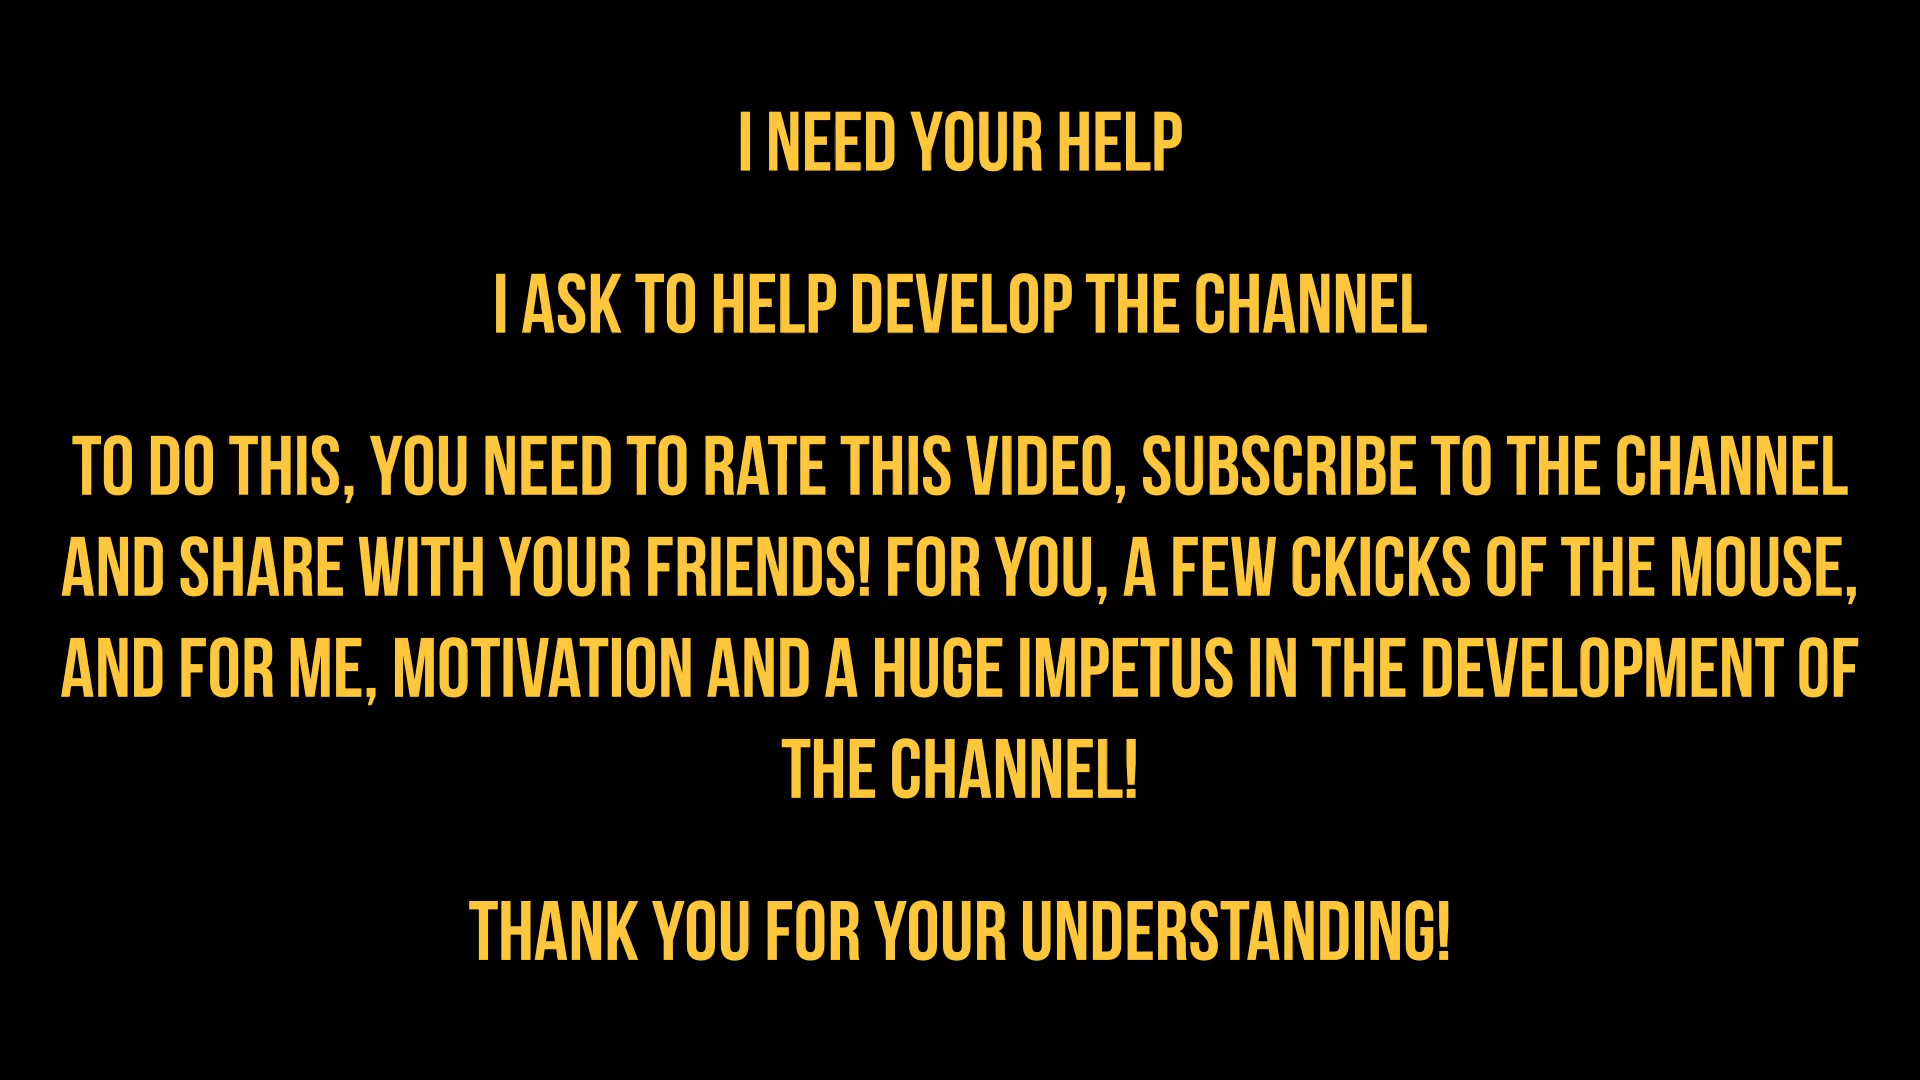 I NEED YOUR HELP
I ASK TO HELP DEVELOP THE CHANNEL
TO DO THIS, YOU NEED TO RATE THIS VIDEO, SUBSCRIBE TO THE CHANNEL
AND SHARE WITH YOUR FRIENDS! FOR YOU, A FEW CKICKS OF THE MOUSE,
AND FOR ME, MOTIVATION AND A HUGE IMPETUS IN THE DEVELOPMENT OF
THE CHANNEL!
THANK YOU FOR YOUR UNDERSTANDING!